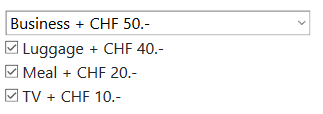 Business + CHF 50.-
Luggage + CHF 40.-
Meal + CHF 20.-
TV + CHF 10.-